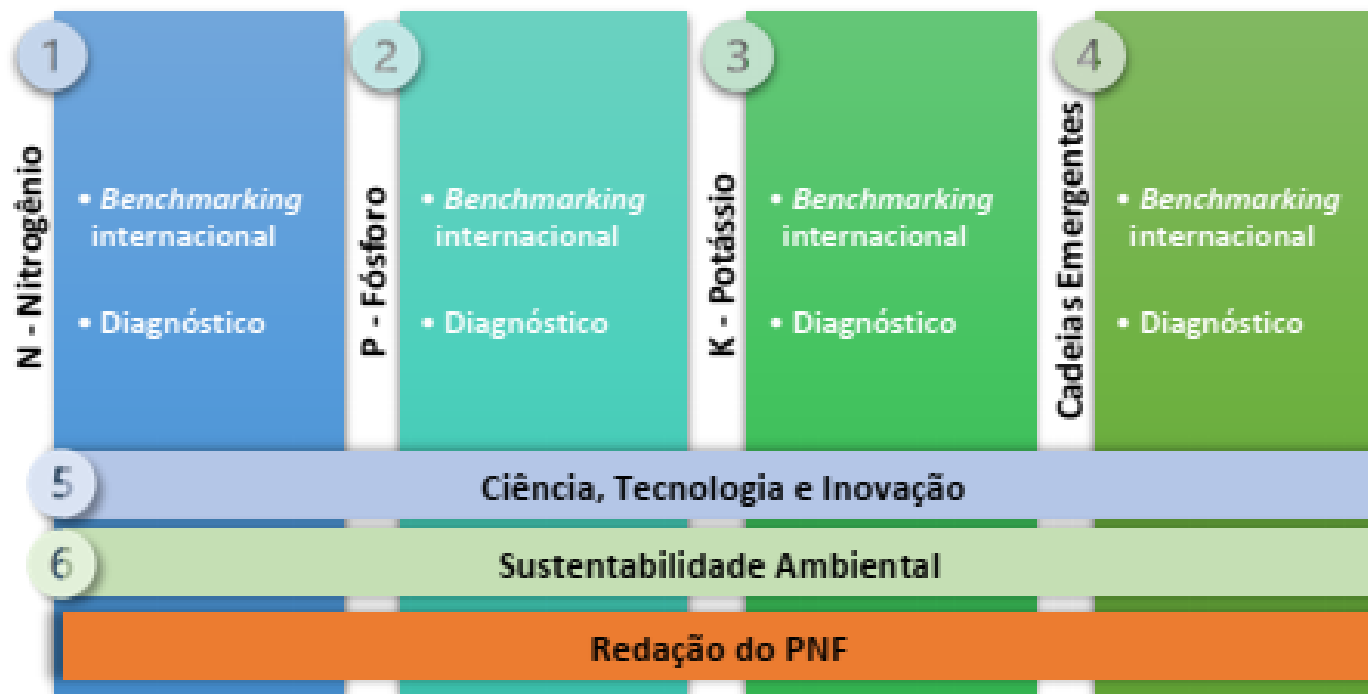 1
N - Nitrogênio
• Benchmarking
internacional
• Diagnóstico
2
P - Fósforo
• Benchmarking
internacional
• Diagnóstico
3
K - Potássio
• Benchmarking
internacional
• Diagnóstico
4
Cadeias Emergentes
• Benchmarking
internacional
• Diagnóstico
5
Ciência, Tecnologia e Inovação
6
Sustentabilidade Ambiental
Redação do PNF